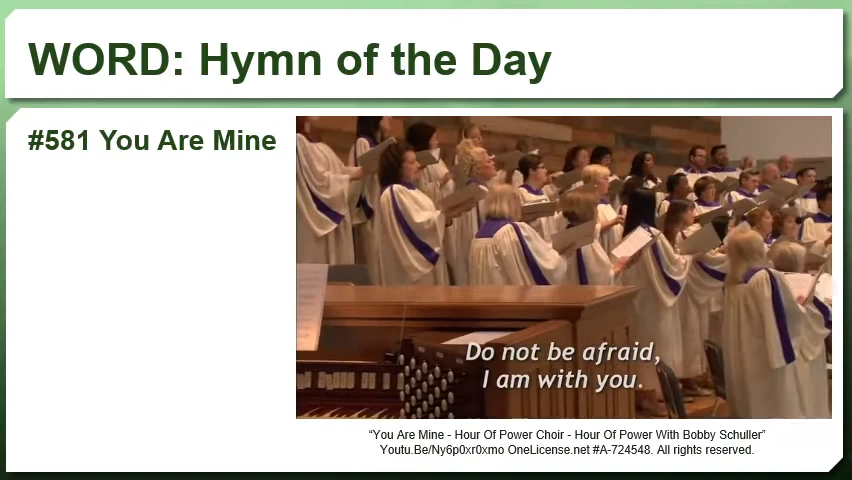 WORD: Hymn of the Day
#581 You Are Mine
Do not be afraid,
I am with you.
“You Are Mine - Hour Of Power Choir - Hour Of Power With Bobby Schuller”
Youtu.Be/Ny6p0xr0xmo OneLicense.net #A-724548. All rights reserved.